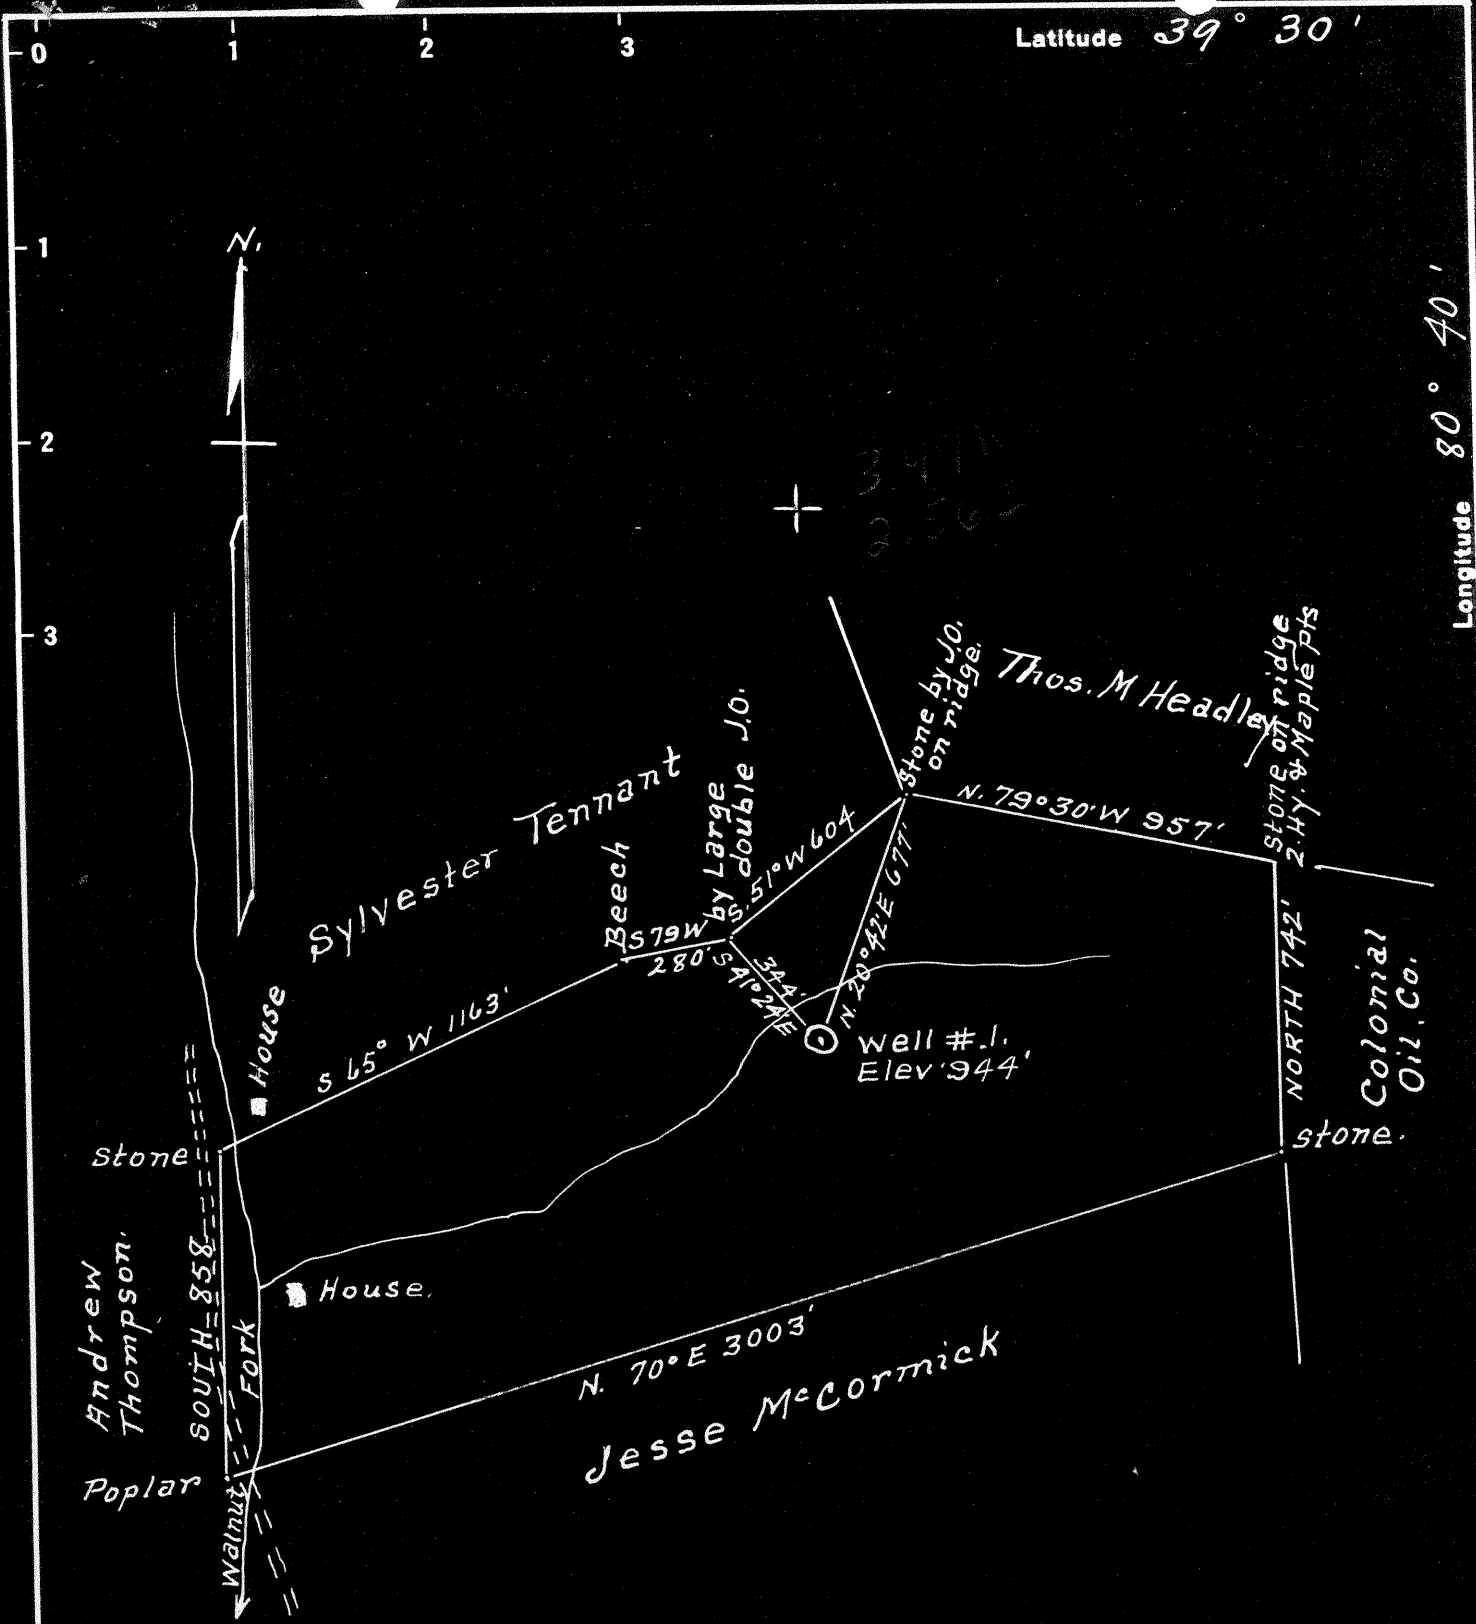 0 1 2 3
Latitude 39° 30'
1
2
3
N.
Longitude 80° 40'
Stone by J.O.
on ridge.
Thos. M Headley
Stone on ridge
2. Hy. & Maple pts
N. 79°30' W 957.'
Sylvester Tennant
Beech
by Large
double J.O.
S. 51° W 604
S 79 W
280'
344'
S 41°24' E
N. 20°42' E 677'
Well #.1.
Elev 944'
NORTH 742'
Colonial
Oil. Co.
House
S 65° W 1163'
Stone
stone.
Andrew
Thompson.
SOUTH-858
House.
Fork
N. 70° E 3003'
Jesse McCormick
Poplar
Walnut